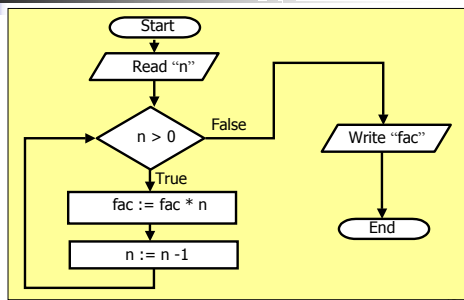 Start
Read “n”
n > 0
False
True
fac := fac * n
n := n -1
Write “fac”
End